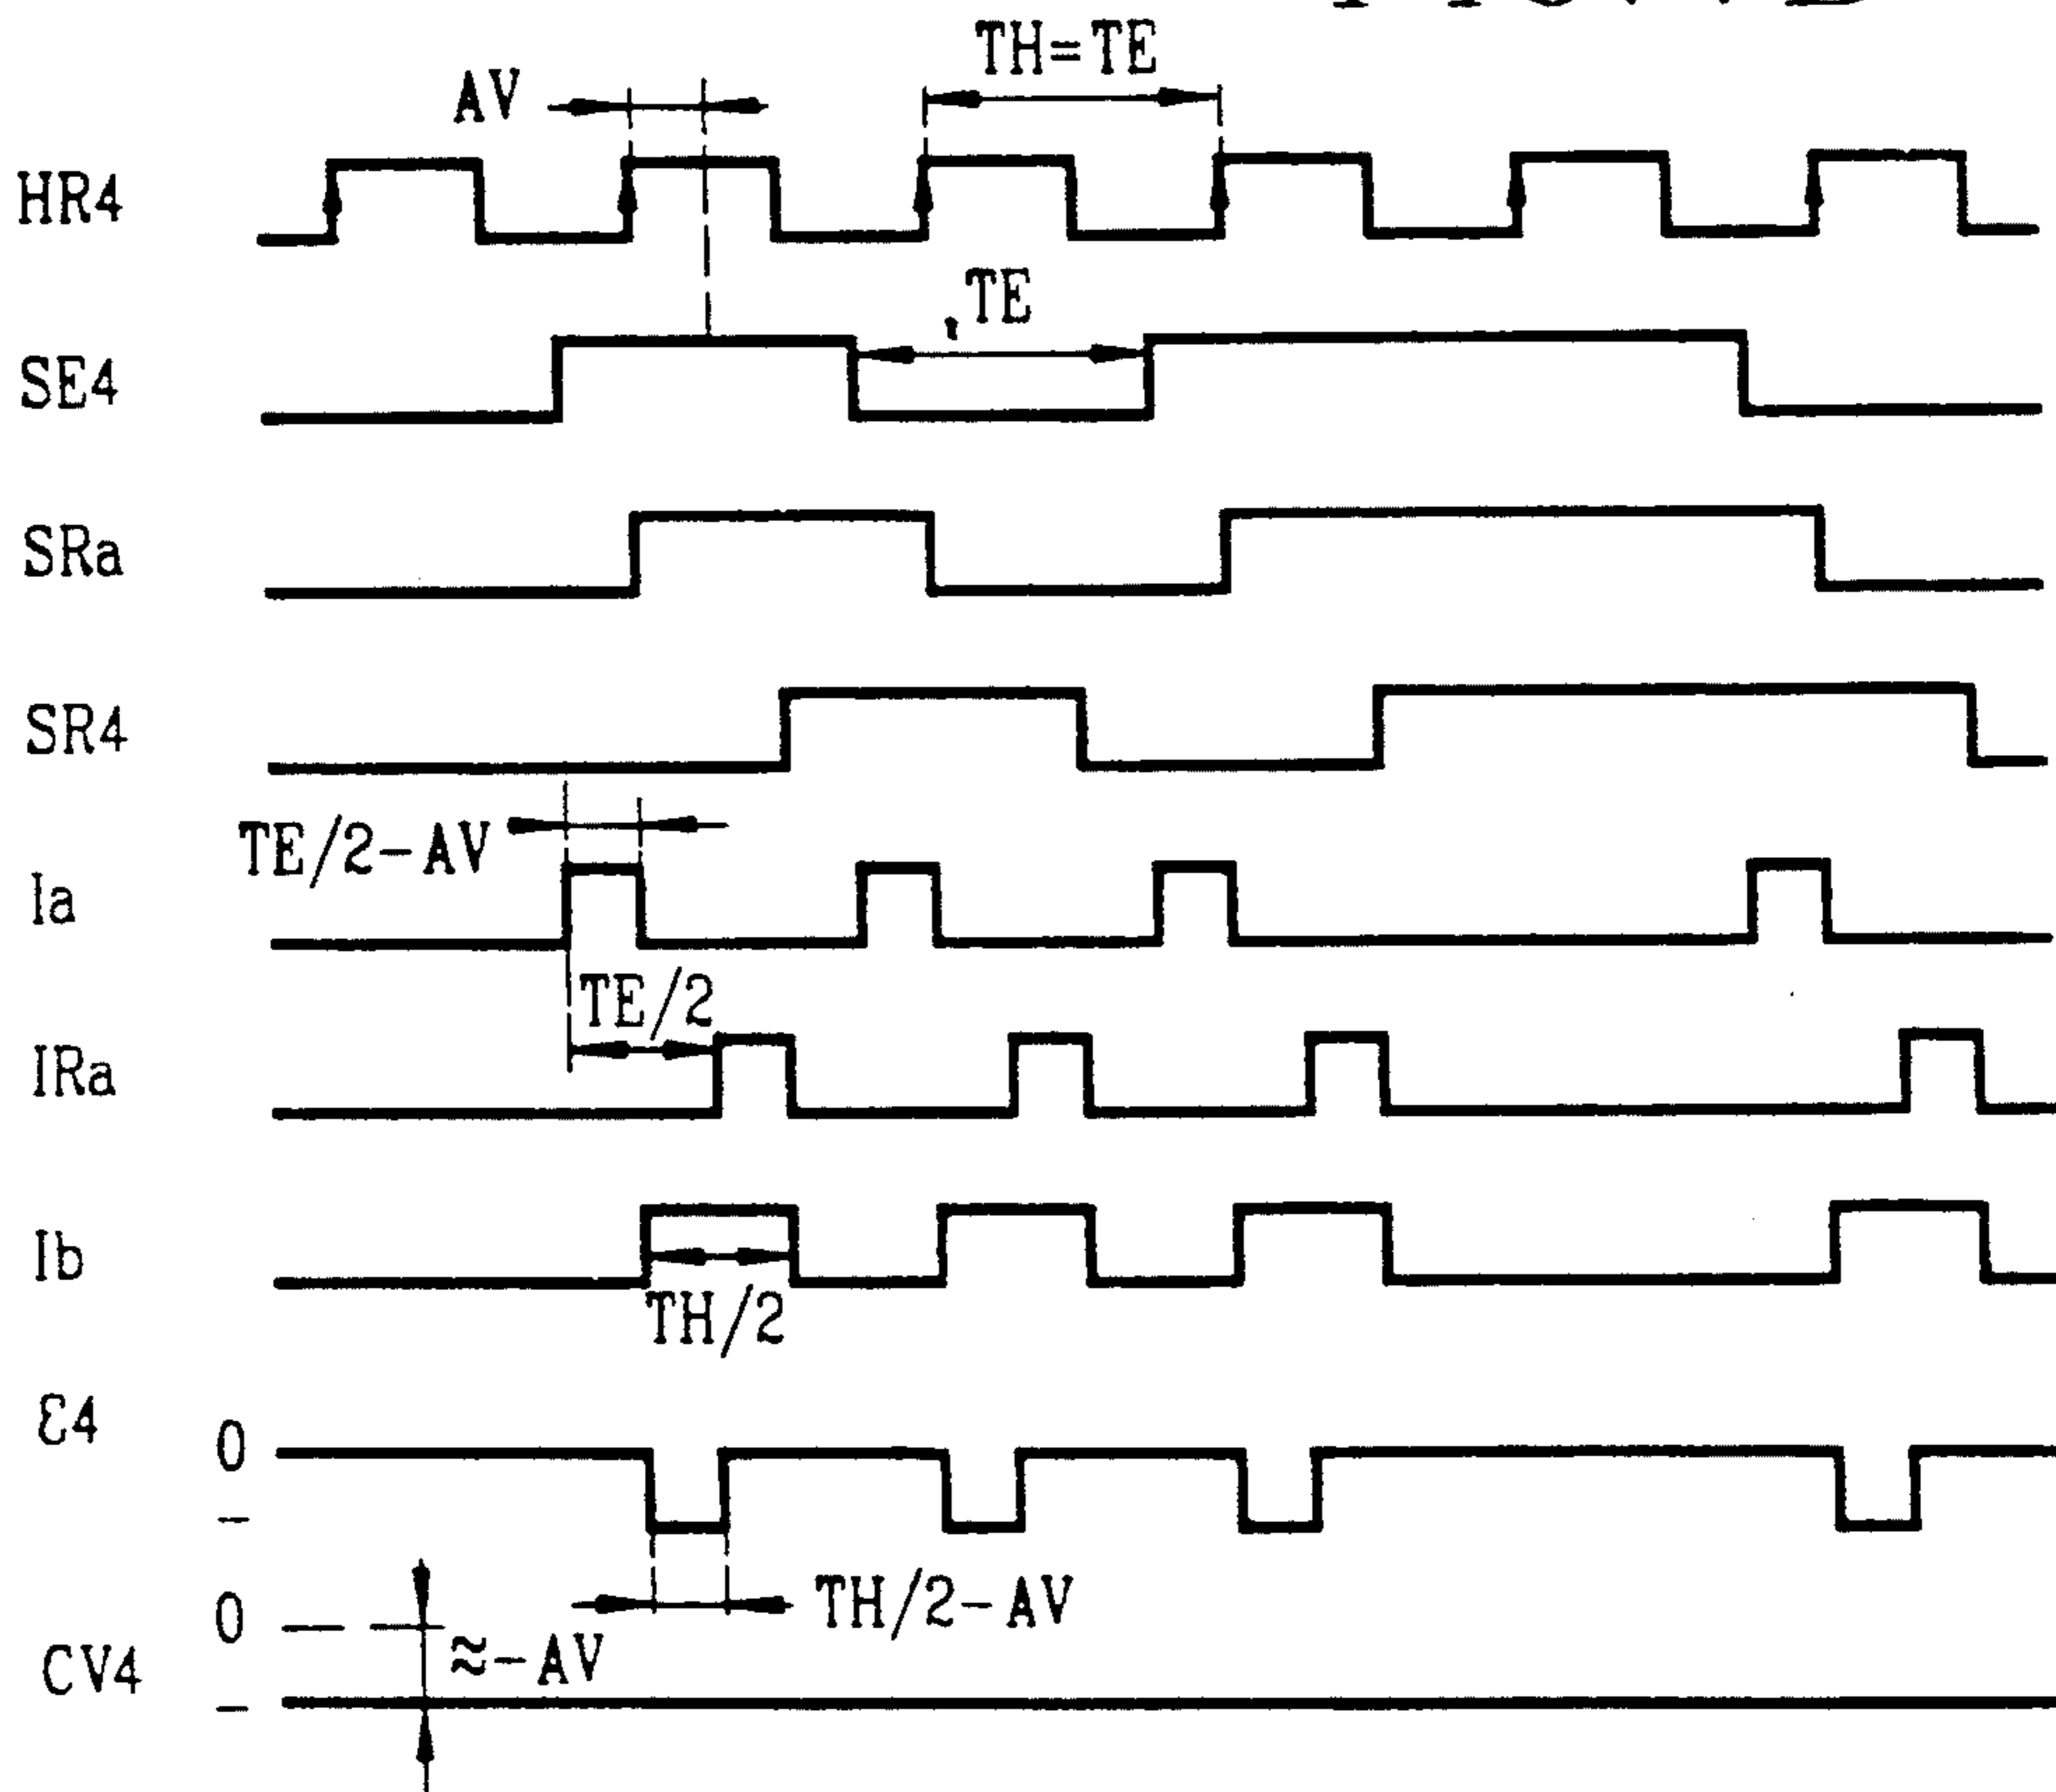 TH=TE
AV
HR4
TE
SE4
SRa
SR4
TE/2-AV
Ia
TE/2
IRa
Ib
TH/2
ε4
0
-
TH/2-AV
0
≈-AV
CV4
-